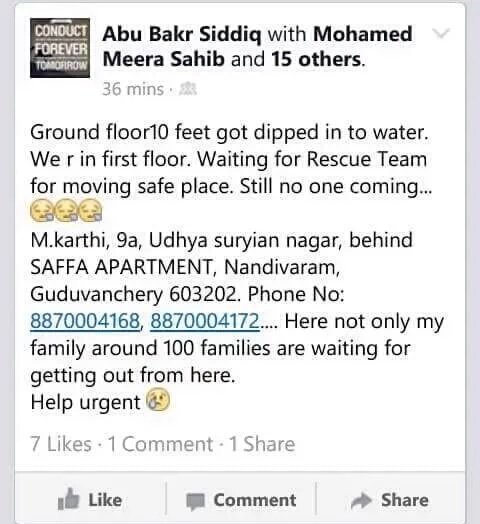 CONDUCT
FOREVER
TOMORROW
Abu Bakr Siddiq with Mohamed
Meera Sahib and 15 others.
36 mins ·
Ground floor10 feet got dipped in to water.
We r in first floor. Waiting for Rescue Team
for moving safe place. Still no one coming...
😪😪😪
M.karthi, 9a, Udhya suryian nagar, behind
SAFFA APARTMENT, Nandivaram,
Guduvanchery 603202. Phone No:
8870004168, 8870004172.... Here not only my
family around 100 families are waiting for
getting out from here.
Help urgent 😢
7 Likes · 1 Comment · 1 Share
Like Comment Share